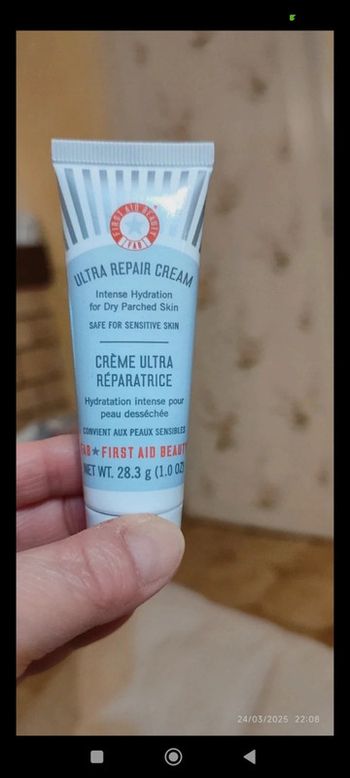 FIRST AID BEAUTY
FAB
ULTRA REPAIR CREAM
Intense Hydration
for Dry Parched Skin
SAFE FOR SENSITIVE SKIN
CRÈME ULTRA
RÉPARATRICE
Hydratation intense pour
peau desséchée
CONVIENT AUX PEAUX SENSIBLES
FAB★FIRST AID BEAUTY
NET WT. 28.3 g (1.0 OZ)
24/03/2025 22:08